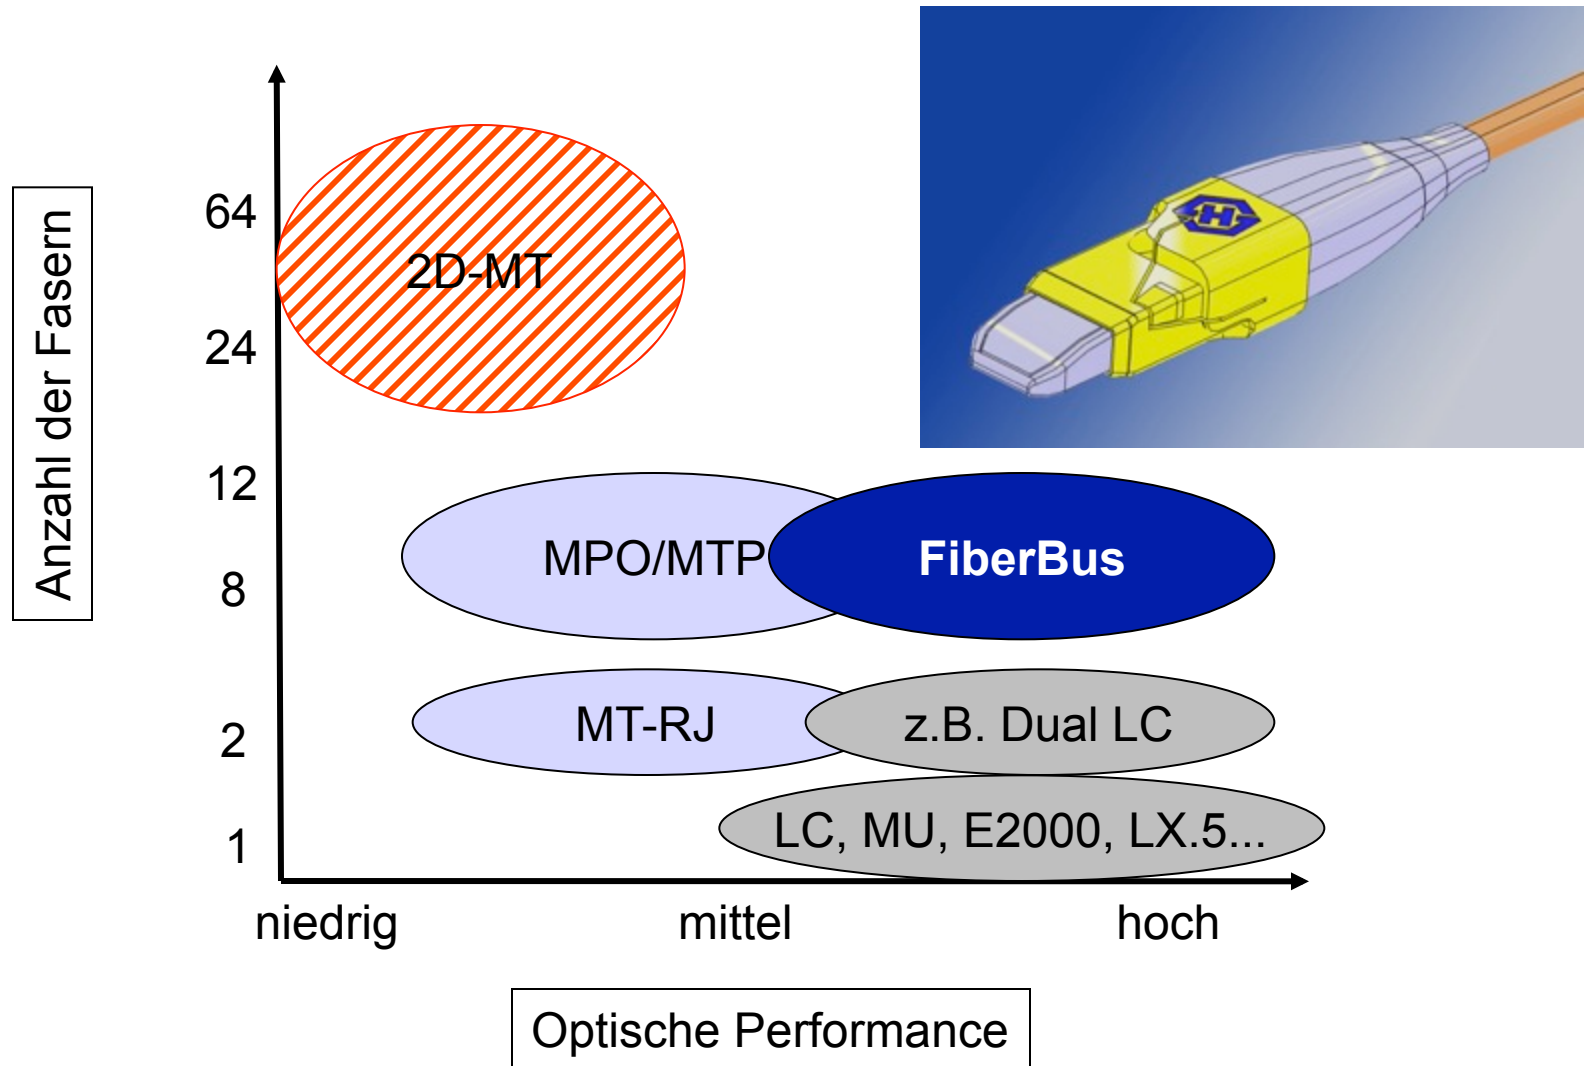 Anzahl der Fasern
64
24
12
8
2
1
2D-MT
MPO/MTP
FiberBus
MT-RJ
z.B. Dual LC
LC, MU, E2000, LX.5...
niedrig
mittel
hoch
Optische Performance
H